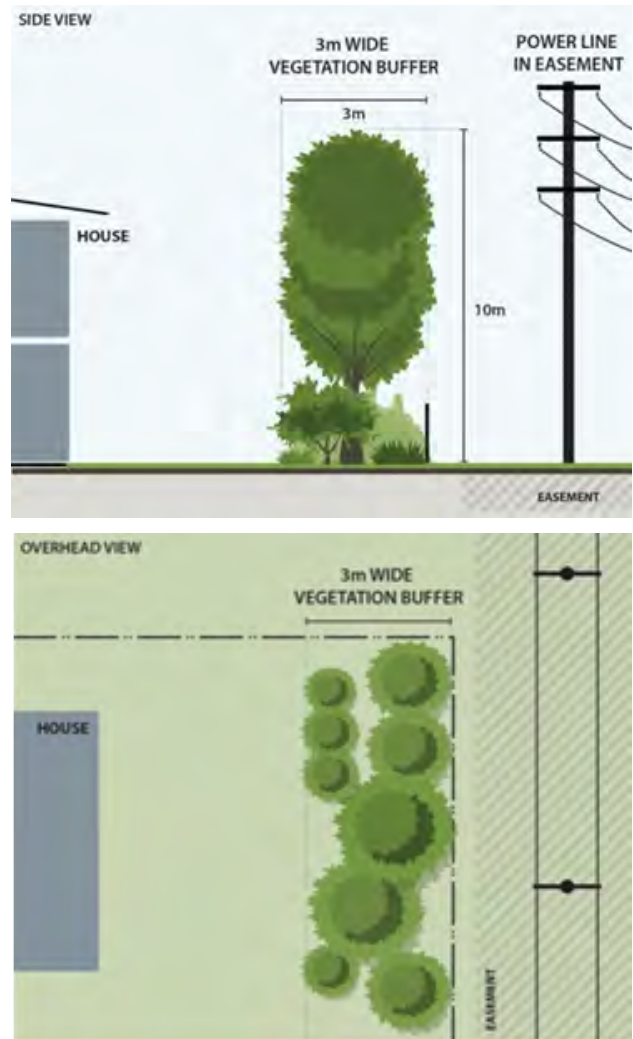 SIDE VIEW
3m WIDE
VEGETATION BUFFER
POWER LINE
IN EASEMENT
3m
HOUSE
10m
EASEMENT
OVERHEAD VIEW
3m WIDE
VEGETATION BUFFER
HOUSE
EASEMENT